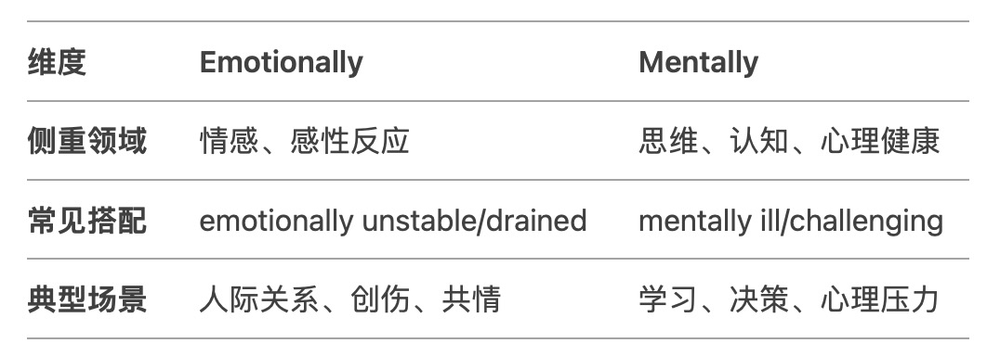 维度 Emotionally Mentally
侧重领域 情感、感性反应 思维、认知、心理健康
常见搭配 emotionally unstable/drained mentally ill/challenging
典型场景 人际关系、创伤、共情 学习、决策、心理压力